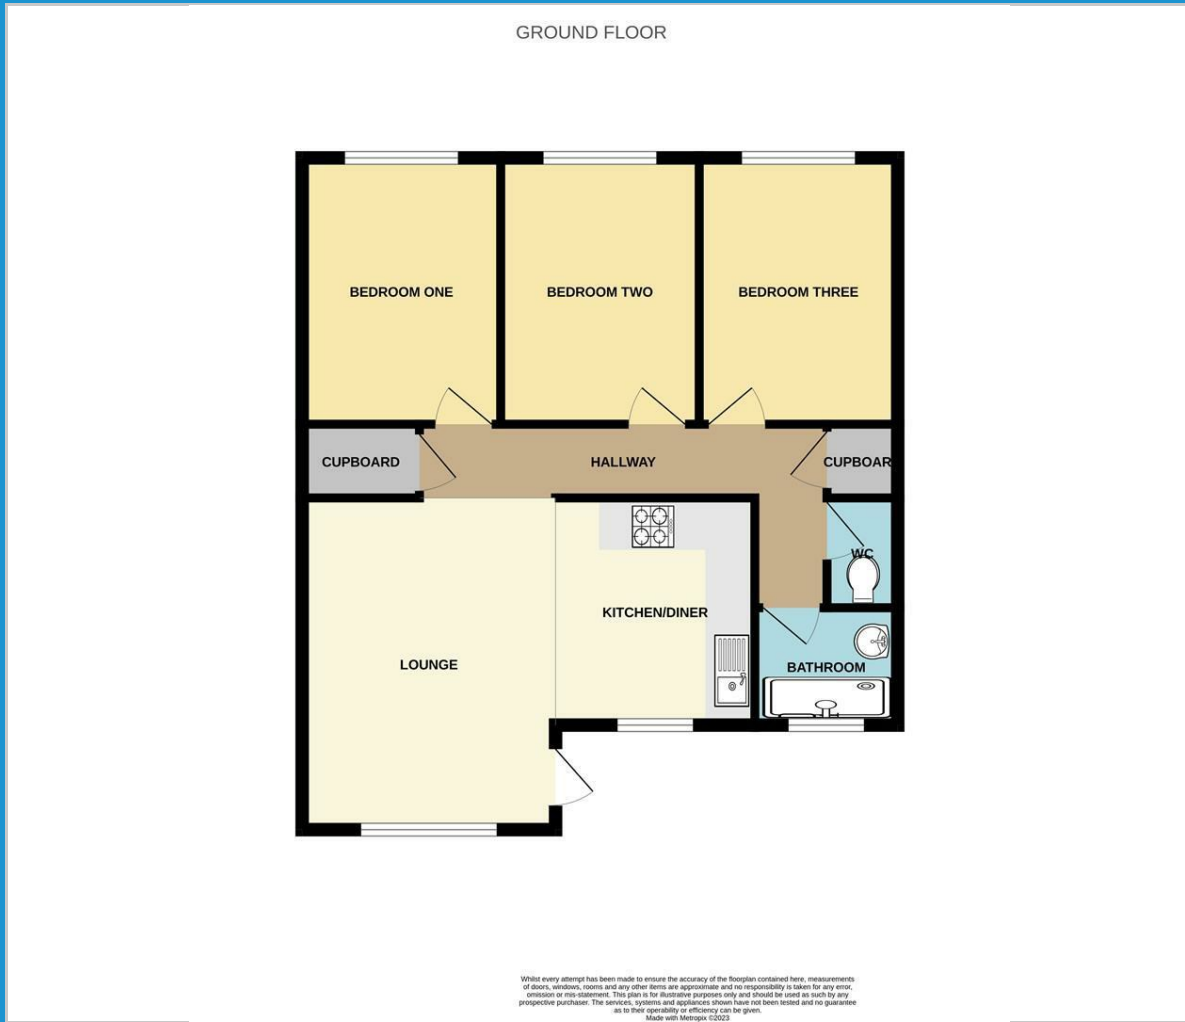 GROUND FLOOR
BEDROOM ONE
BEDROOM TWO
BEDROOM THREE
CUPBOARD
HALLWAY
CUPBOAR
WC
KITCHEN/DINER
LOUNGE
BATHROOM
Whilst every attempt has been made to ensure the accuracy of the floorplan contained here, measurements
of doors, windows, rooms and any other items are approximate and no responsibility is taken for any error,
omission or mis-statement. This plan is for illustrative purposes only and should be used as such by any
prospective purchaser. The services, systems and appliances shown have not been tested and no guarantee
as to their operability or efficiency can be given.
Made with Metropix ©2023